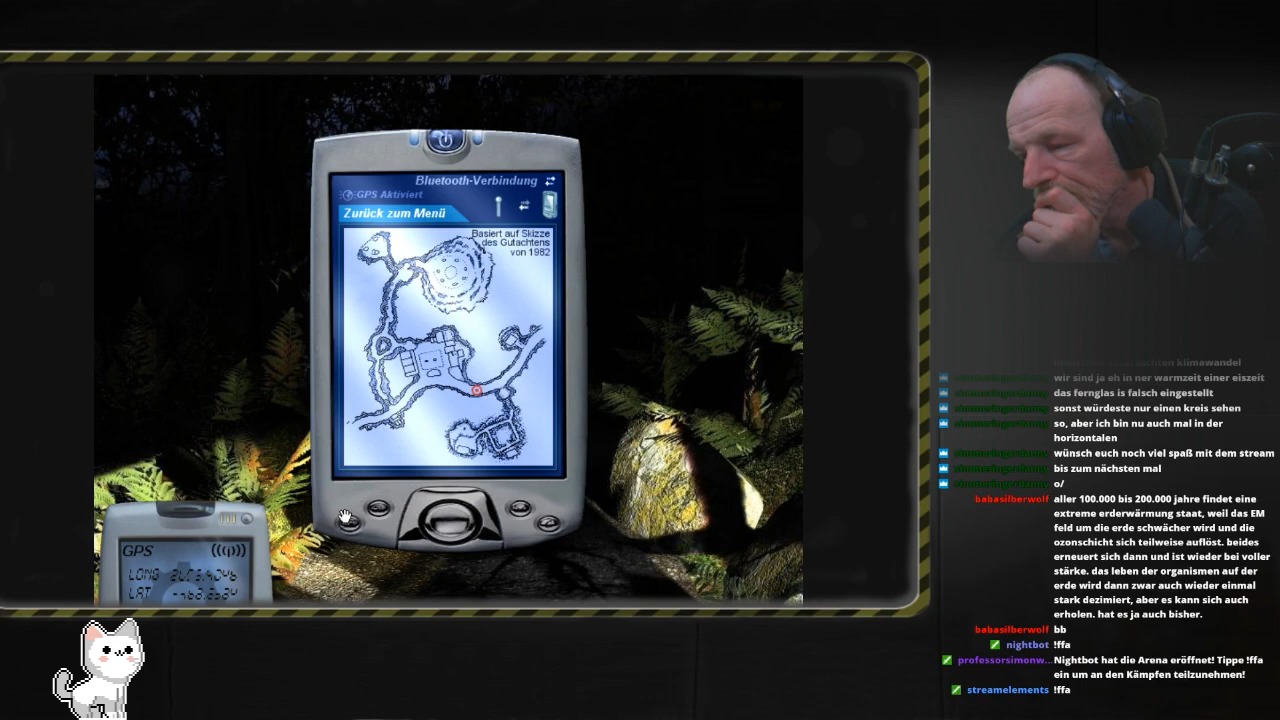 Bluetooth-Verbindung
GPS Aktiviert
Zurück zum Menü
Basiert auf Skizze
des Gutachtens
von 1982
GPS
LONG
LAT
klimawandel
wir sind ja eh in ner warmzeit einer eiszeit
das fernglas is falsch eingestellt
sonst würdeste nur einen kreis sehen
so, aber ich bin nu auch mal in der
horizontalen
wünsch euch noch viel spaß mit dem stream
bis zum nächsten mal
o/
babasilberwolf aller 100.000 bis 200.000 jahre findet eine
extreme erderwärmung staat, weil das EM
feld um die erde schwächer wird und die
ozonschicht sich teilweise auflöst. beides
erneuert sich dann und ist wieder bei voller
stärke. das leben der organismen auf der
erde wird dann zwar auch wieder einmal
stark dezimiert, aber es kann sich auch
erholen. hat es ja auch bisher.
babasilberwolf bb
nightbot !ffa
professorsimonw... Nightbot hat die Arena eröffnet! Tippe !ffa
ein um an den Kämpfen teilzunehmen!
streamelements !ffa